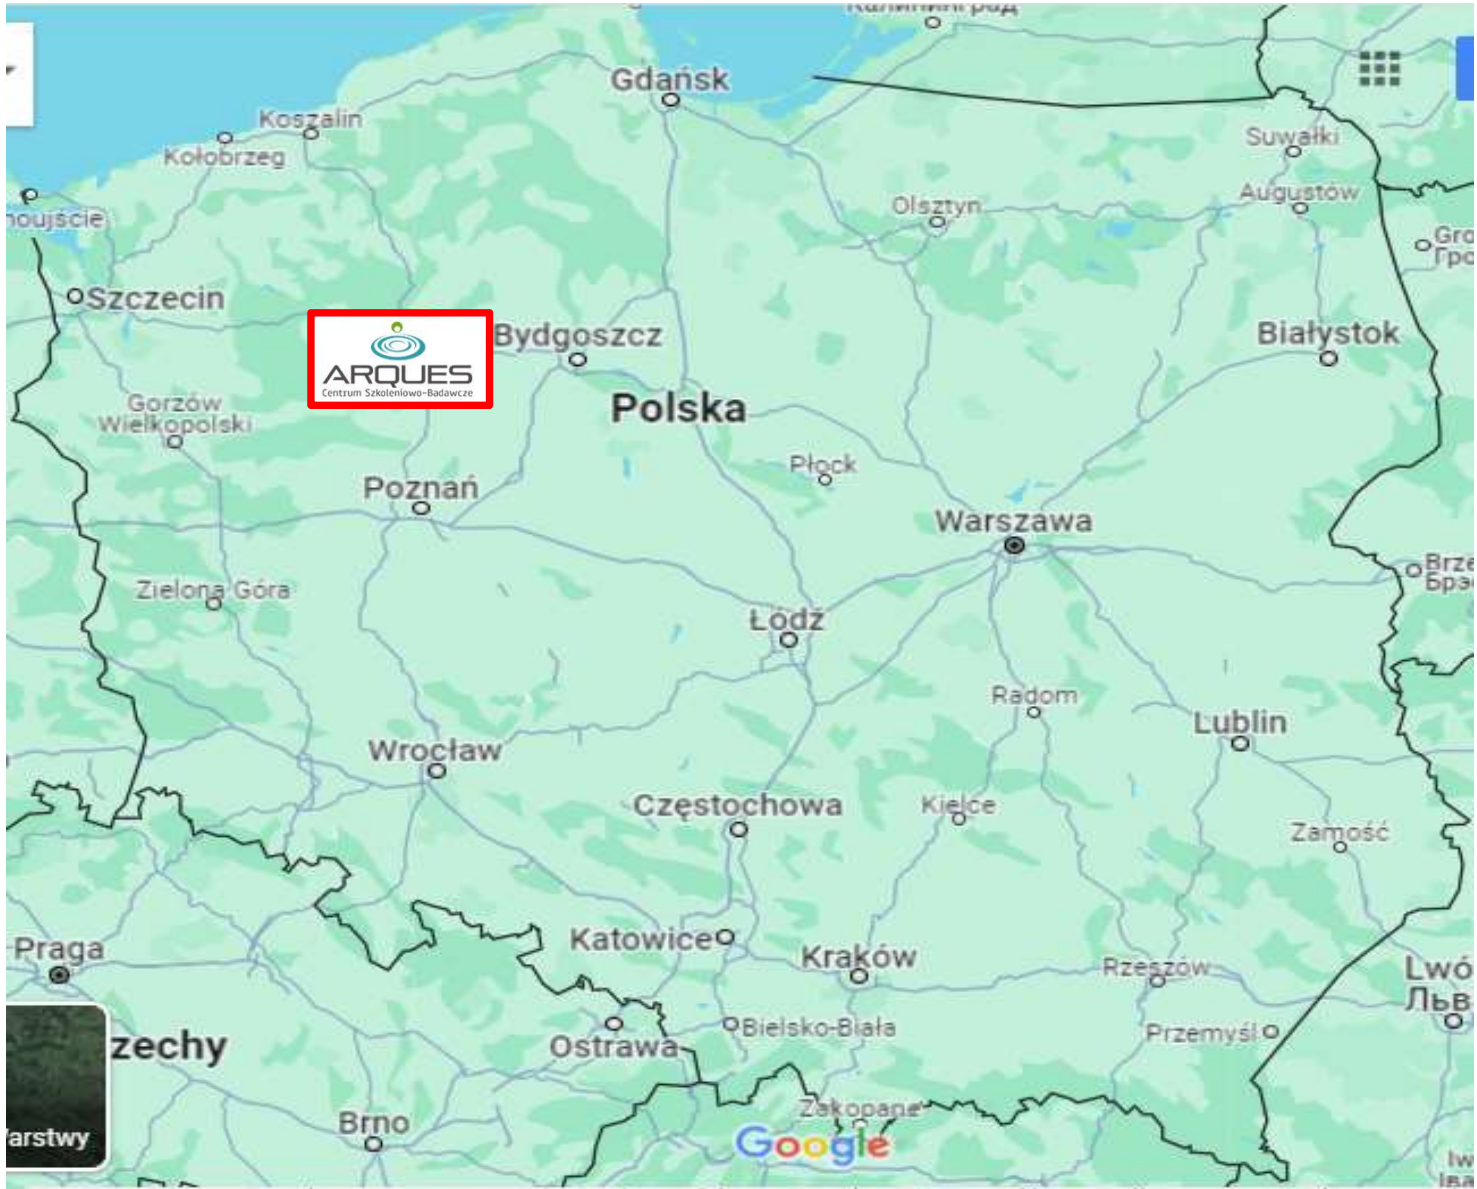 Gdańsk
Koszalin
Kołobrzeg
Suwałki
Augustów
Olsztyn
Szczecin
ARQUES
Centrum Szkoleniowo-Badawcze
Bydgoszcz
Białystok
Gorzów
Wielkopolski
Polska
Płock
Poznań
Warszawa
Zielona Góra
Łódź
Radom
Lublin
Wrocław
Częstochowa
Kielce
Zamość
Katowice
Kraków
Praga
Rzeszów
Bielsko-Biała
Ostrawa
Przemyśl
Zakopane
Brno
Google